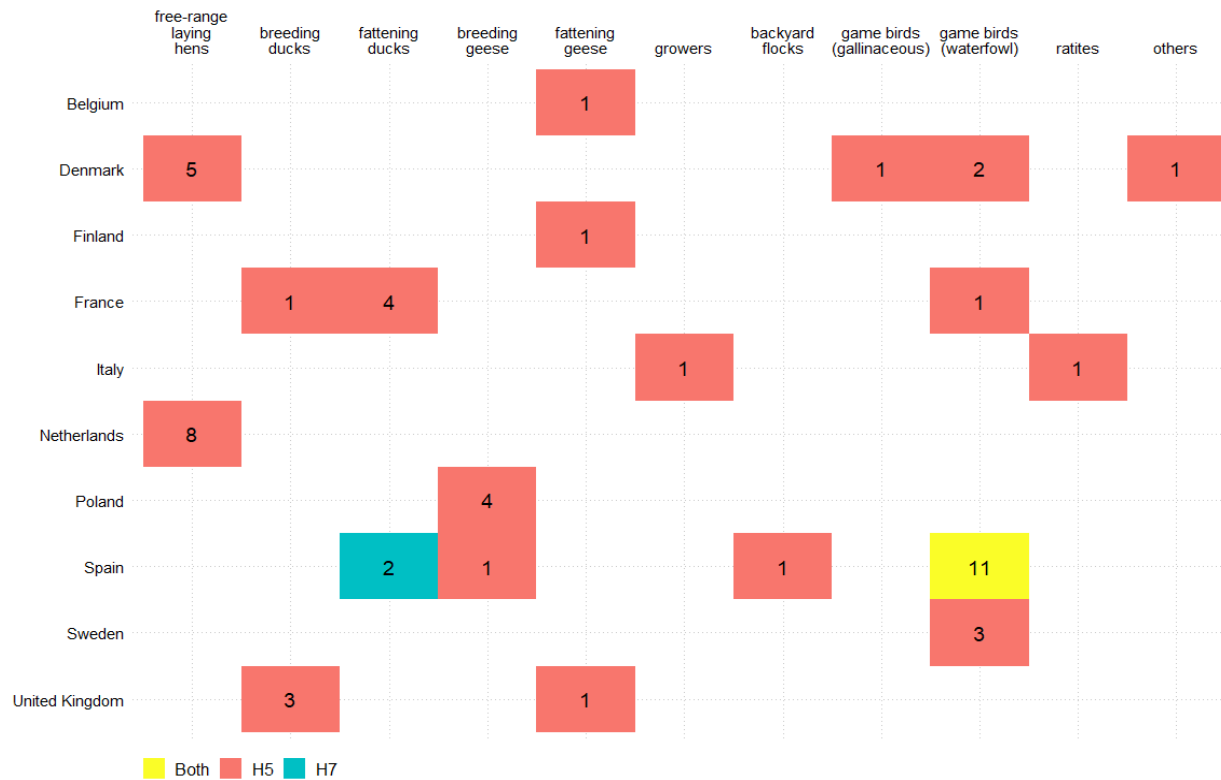 free-range
laying
hens
breeding
ducks
fattening
ducks
breeding
geese
fattening
geese
growers
backyard
flocks
game birds
(gallinaceous)
game birds
(waterfowl)
ratites
others
Belgium 1
Denmark 5 1 2 1
Finland 1
France 1 4 1
Italy 1 1
Netherlands 8
Poland 4
Spain 2 1 1 11
Sweden 3
United Kingdom 3 1
Both H5 H7